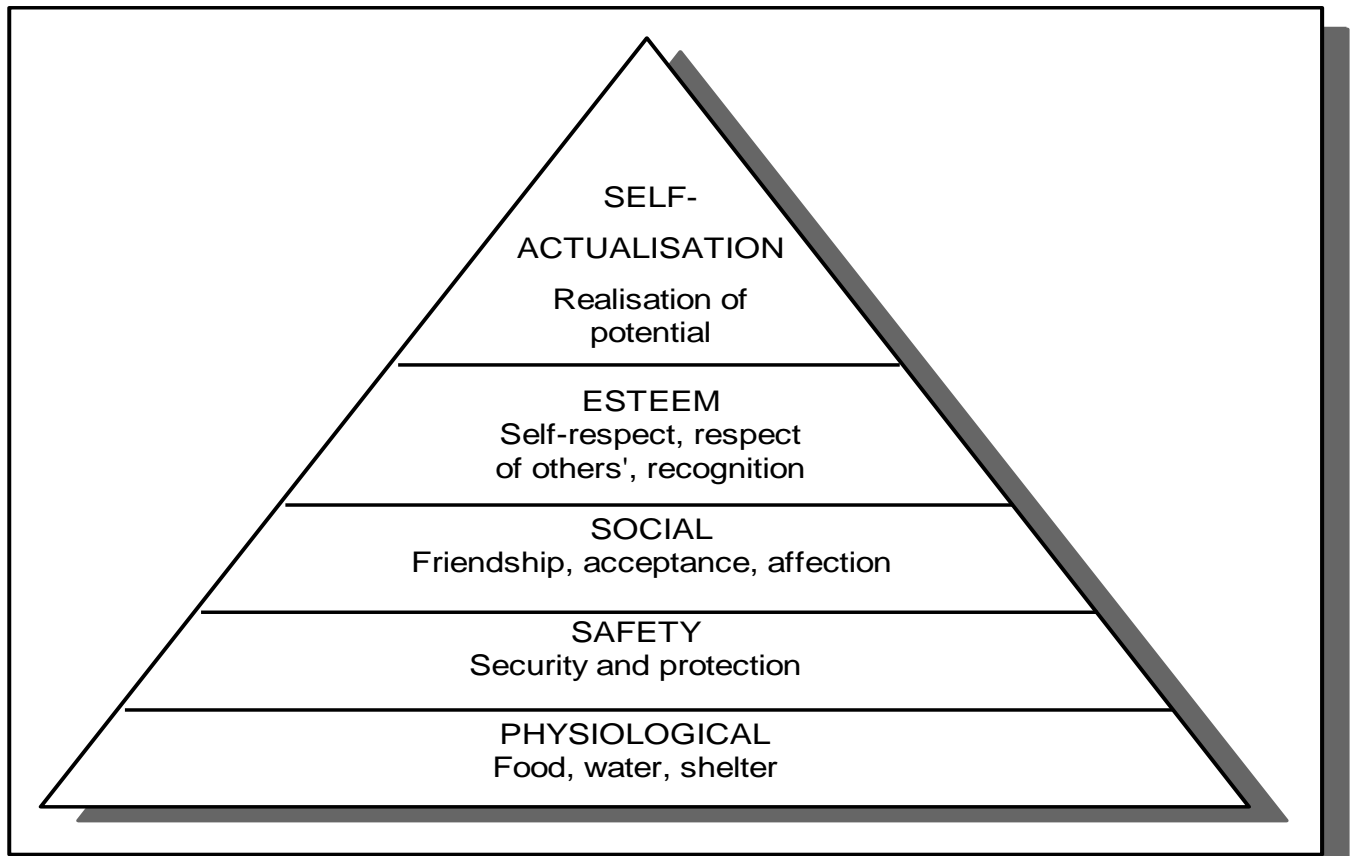 SELF-
ACTUALISATION
Realisation of
potential
ESTEEM
Self-respect, respect
of others', recognition
SOCIAL
Friendship, acceptance, affection
SAFETY
Security and protection
PHYSIOLOGICAL
Food, water, shelter